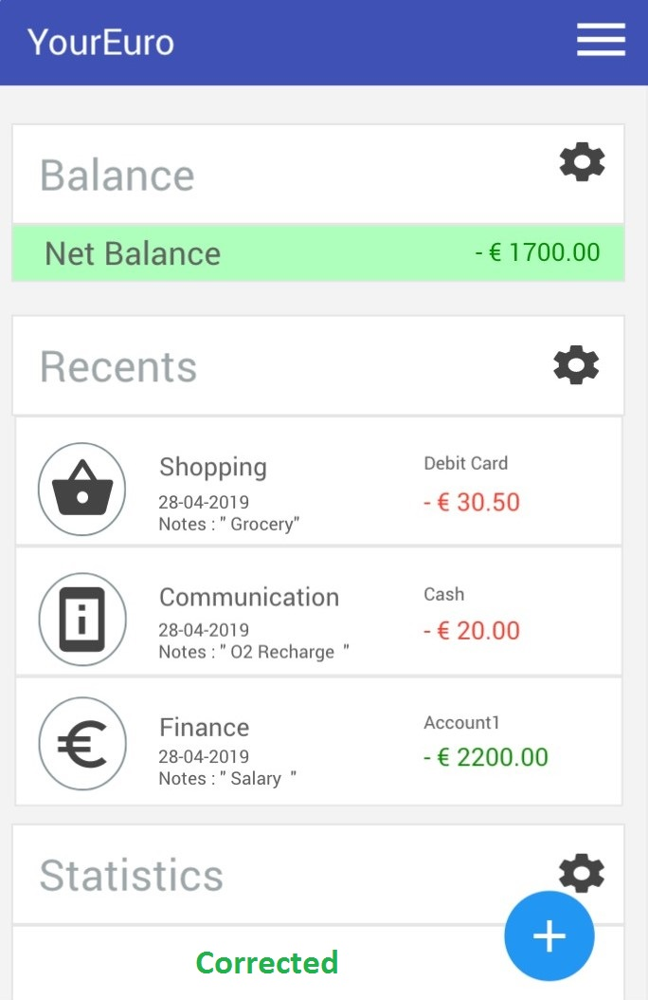 YourEuro
Balance
Net Balance - € 1700.00
Recents
Shopping Debit Card
28-04-2019 - € 30.50
Notes : " Grocery"
Communication Cash
28-04-2019 - € 20.00
Notes : " O2 Recharge  "
Finance Account1
28-04-2019 - € 2200.00
Notes : " Salary  "
Statistics
Corrected